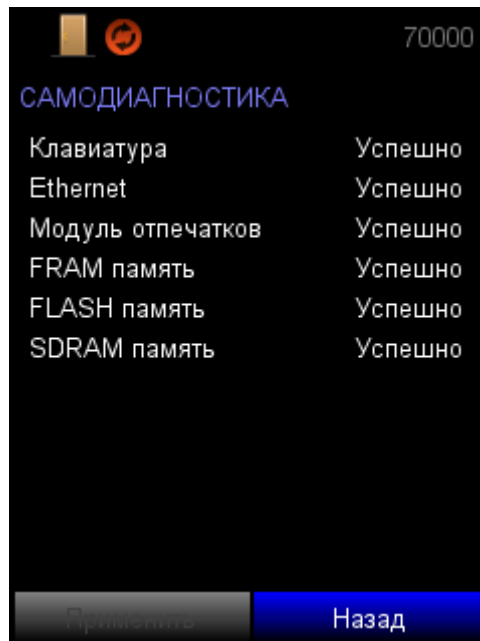 70000
САМОДИАГНОСТИКА
Клавиатура Успешно
Ethernet Успешно
Модуль отпечатков Успешно
FRAM память Успешно
FLASH память Успешно
SDRAM память Успешно
Применить Назад